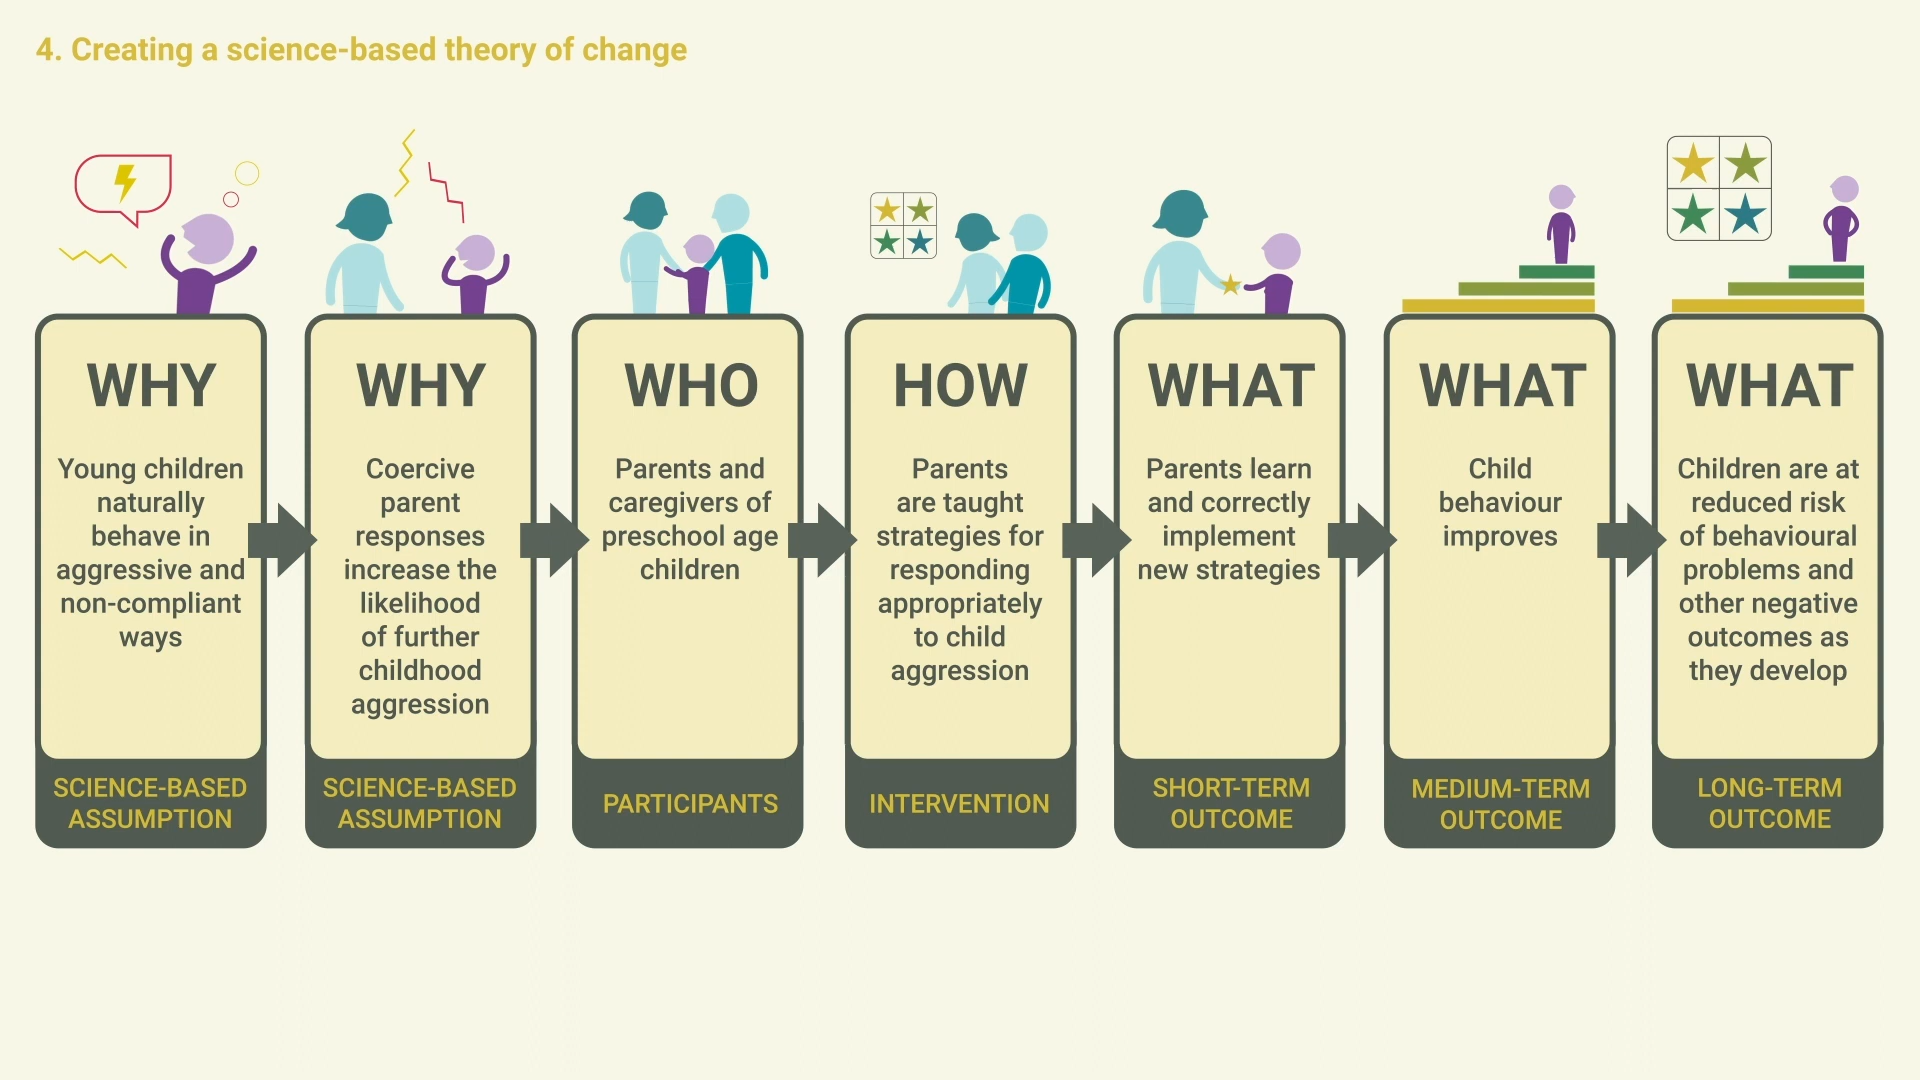 4. Creating a science-based theory of change
WHY
Young children
naturally
behave in
aggressive and
non-compliant
ways
SCIENCE-BASED
ASSUMPTION
WHY
Coercive
parent
responses
increase the
likelihood
of further
childhood
aggression
SCIENCE-BASED
ASSUMPTION
WHO
Parents and
caregivers of
preschool age
children
PARTICIPANTS
HOW
Parents
are taught
strategies for
responding
appropriately
to child
aggression
INTERVENTION
WHAT
Parents learn
and correctly
implement
new strategies
SHORT-TERM
OUTCOME
WHAT
Child
behaviour
improves
MEDIUM-TERM
OUTCOME
WHAT
Children are at
reduced risk
of behavioural
problems and
other negative
outcomes as
they develop
LONG-TERM
OUTCOME